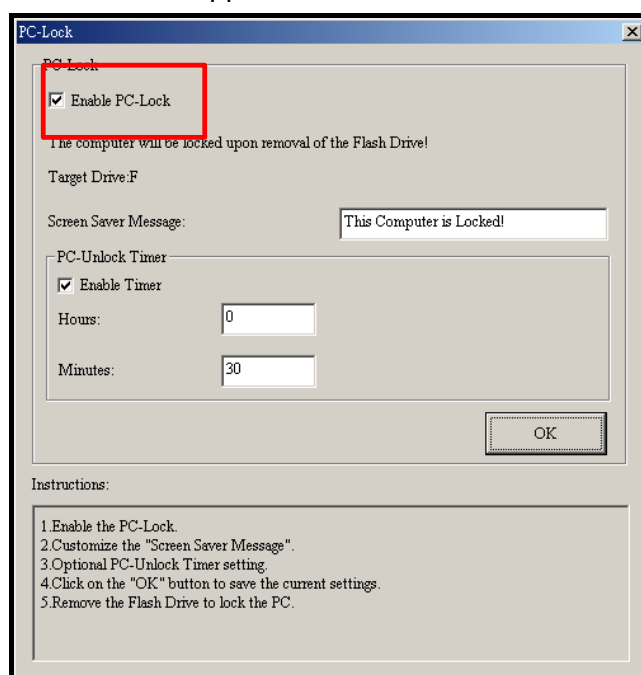 PC-Lock
PC-Lock
Enable PC-Lock
The computer will be locked upon removal of the Flash Drive!
Target Drive:F
Screen Saver Message:
This Computer is Locked!
PC-Unlock Timer
Enable Timer
Hours:
0
Minutes:
30
OK
Instructions:
1.Enable the PC-Lock.
2.Customize the "Screen Saver Message".
3.Optional PC-Unlock Timer setting.
4.Click on the "OK" button to save the current settings.
5.Remove the Flash Drive to lock the PC.